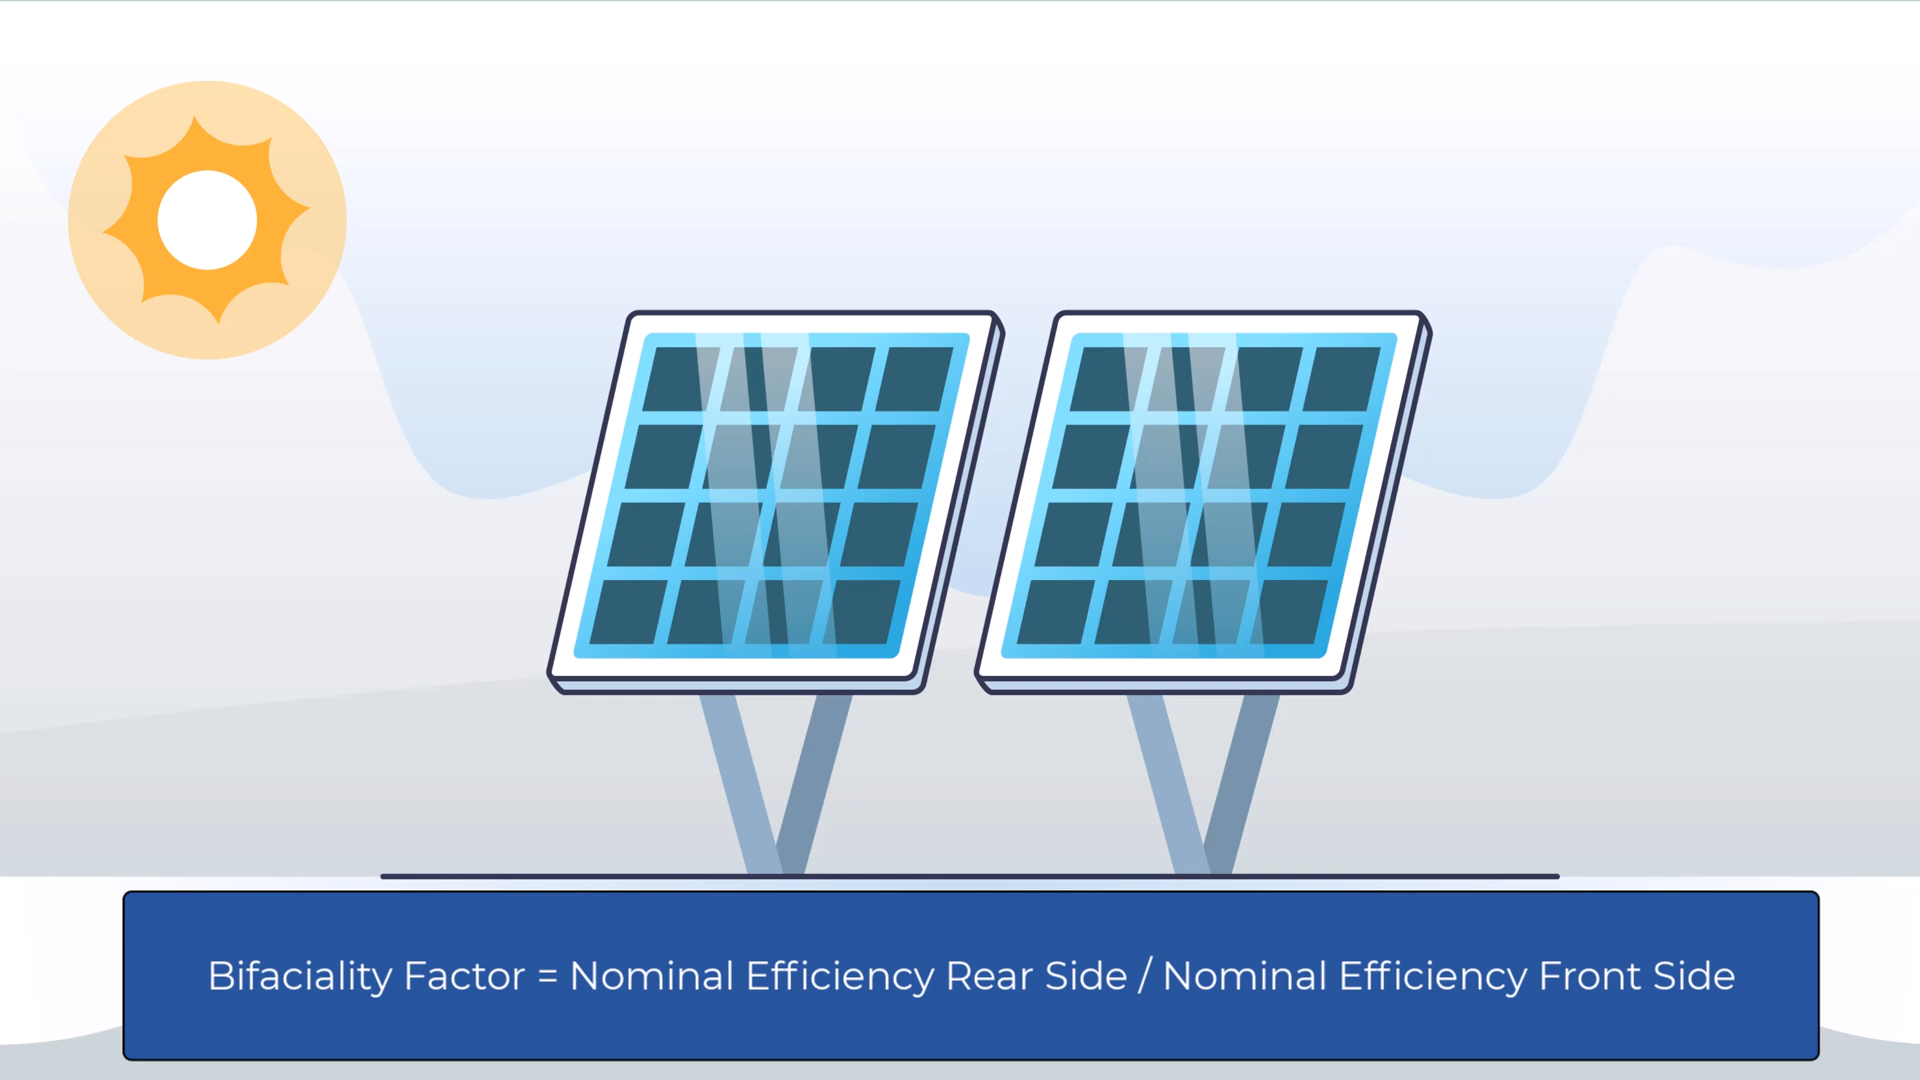 Bifaciality Factor = Nominal Efficiency Rear Side / Nominal Efficiency Front Side